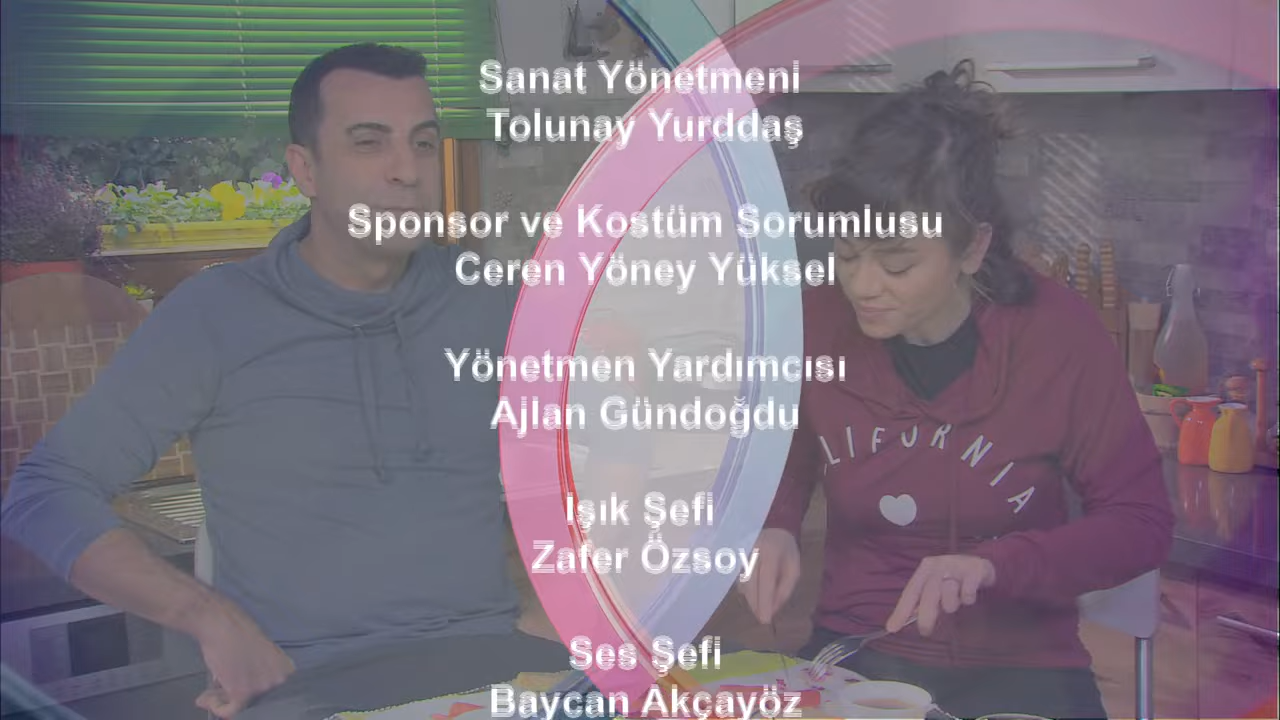 Sanat Yönetmeni
Tolunay Yurddaş
Sponsor ve Kostüm Sorumlusu
Ceren Yöney Yüksel
Yönetmen Yardımcısı
Ajlan Gündoğdu
Işık Şefi
Zafer Özsoy
Ses Şefi
Baycan Akçayöz
LIFORNIA